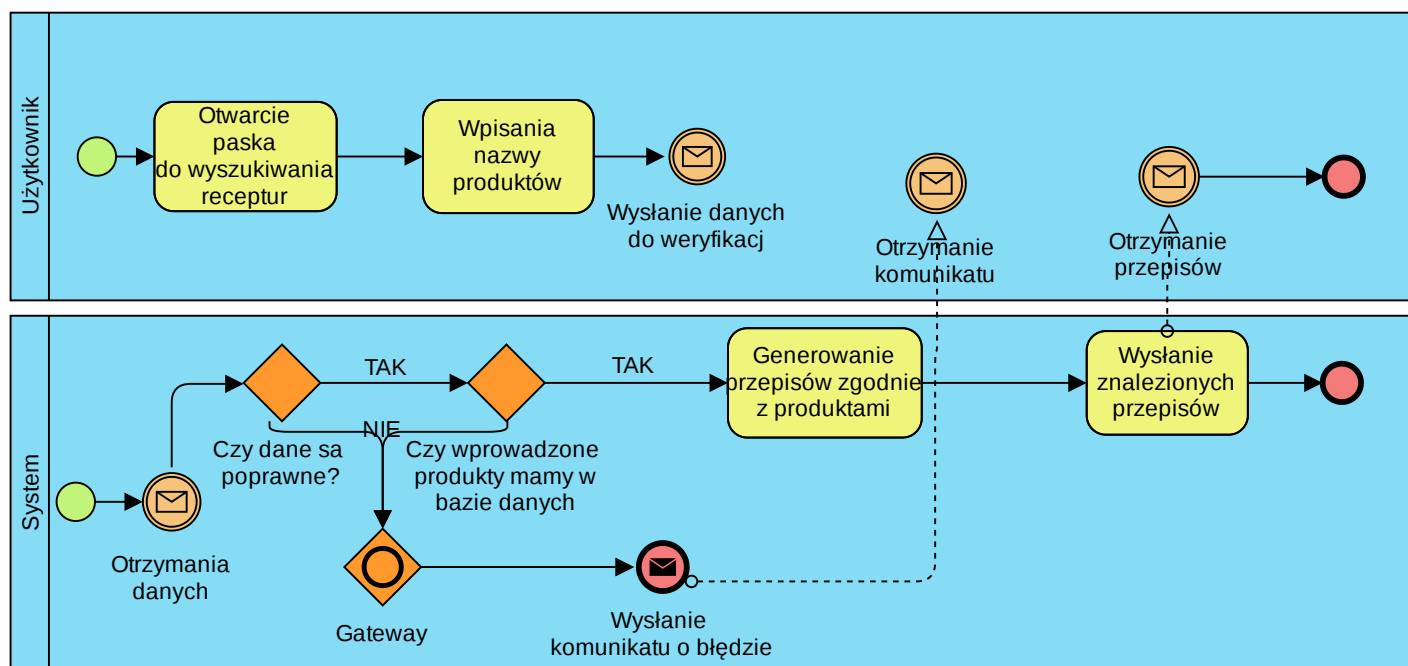 Użytkownik
Otwarcie
paska
do wyszukiwania
receptur
Wpisania
nazwy
produktów
Wysłanie danych
do weryfikacj
Otrzymanie
komunikatu
Otrzymanie
przepisów
System
Otrzymania
danych
Czy dane sa
poprawne?
TAK
NIE
Czy wprowadzone
produkty mamy w
bazie danych
TAK
Generowanie
przepisów zgodnie
z produktami
Wysłanie
znalezionych
przepisów
Gateway
Wysłanie
komunikatu o błędzie